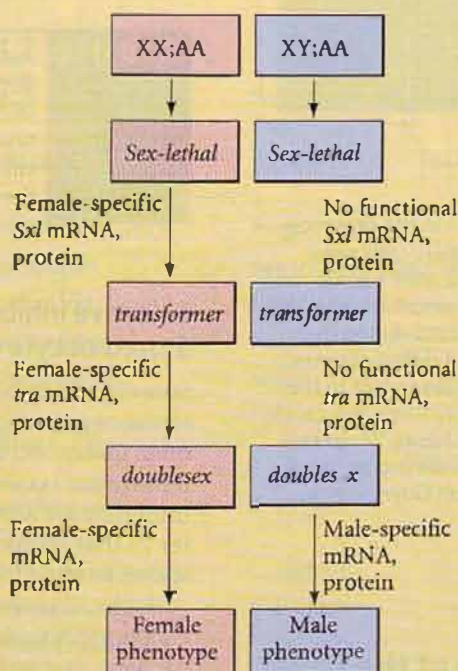 XX;AA
XY;AA
Sex-lethal
Sex-lethal
Female-specific
Sxl mRNA,
protein
No functional
Sxl mRNA,
protein
transformer
transformer
Female-specific
tra mRNA,
protein
No functional
tra mRNA,
protein
doublesex
doubles x
Female-specific
mRNA,
protein
Male-specific
mRNA,
protein
Female
phenotype
Male
phenotype